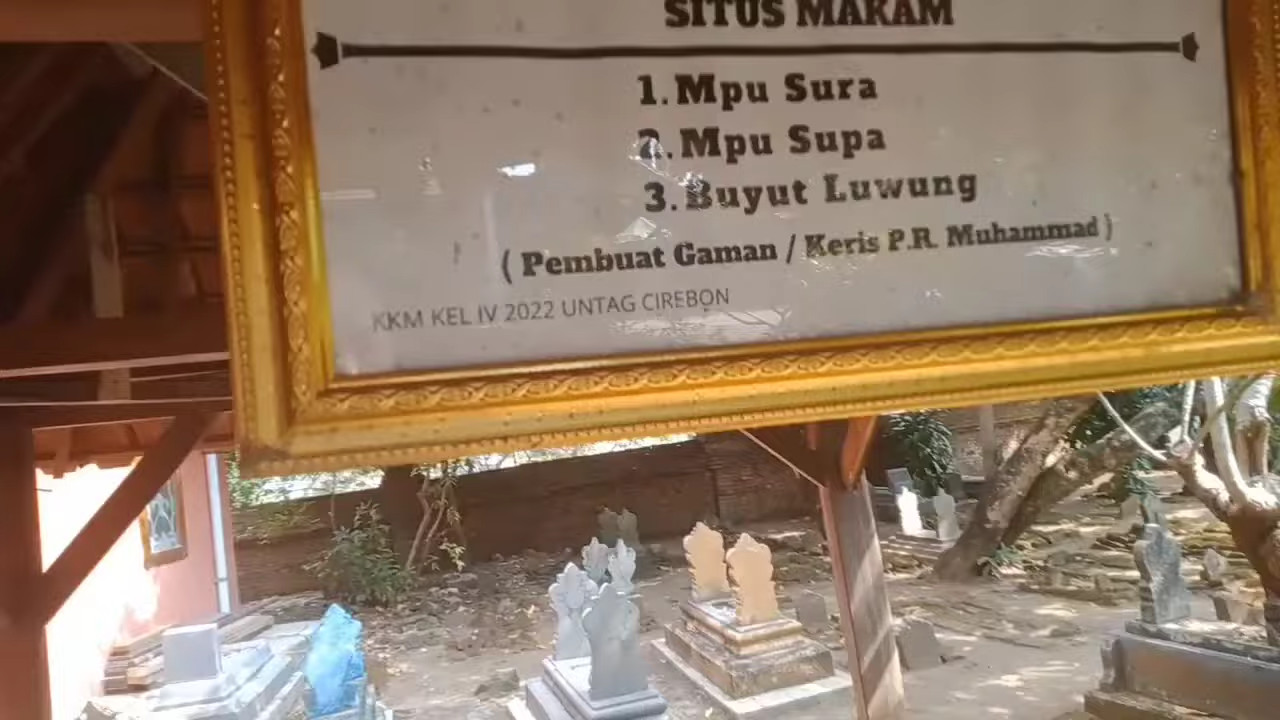 SITUS MAKAM
1. Mpu Sura
2. Mpu Supa
3. Buyut Luwung
( Pembuat Gaman / Keris P.R. Muhammad )
KKM KEL IV 2022 UNTAG CIREBON